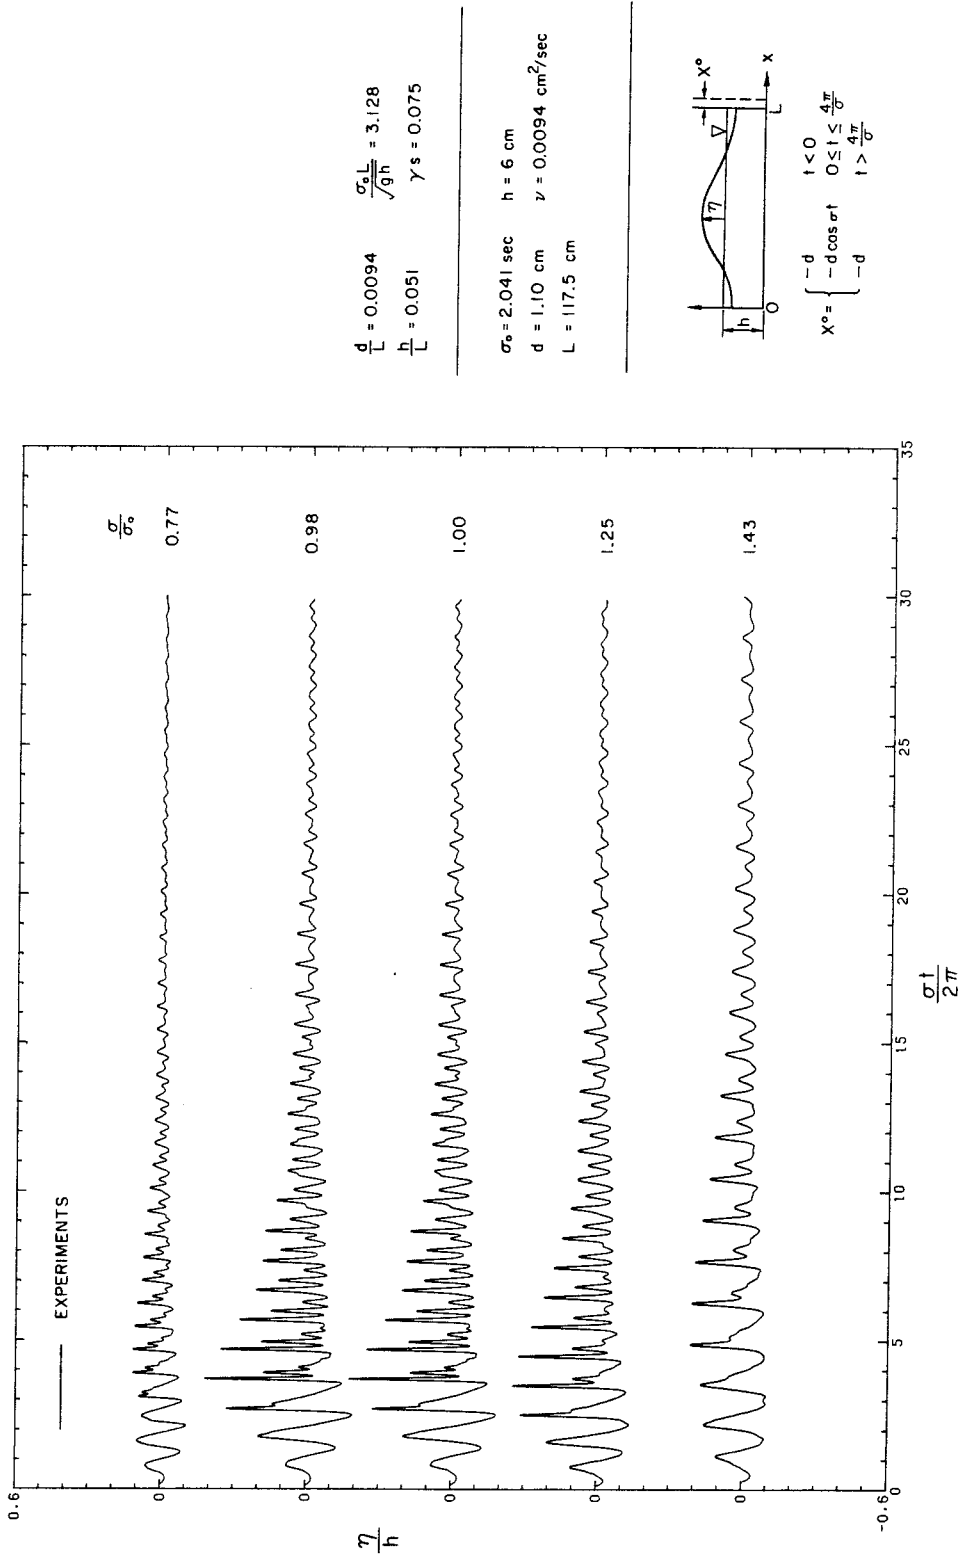 EXPERIMENTS
η/h
0.6
0
0
0
0
0
-0.6
0
5
10
15
20
25
30
35
σt/2π
σ/σ₀
0.77
0.98
1.00
1.25
1.43
d/L = 0.0094
σ₀L/√gh = 3.128
h/L = 0.051
γs = 0.075
σ₀ = 2.041 sec
h = 6 cm
d = 1.10 cm
ν = 0.0094 cm²/sec
L = 117.5 cm
h
η
X°
O
L
x
X° = { -d t < 0
-d cos σt 0 ≤ t ≤ 4π/σ
-d t > 4π/σ